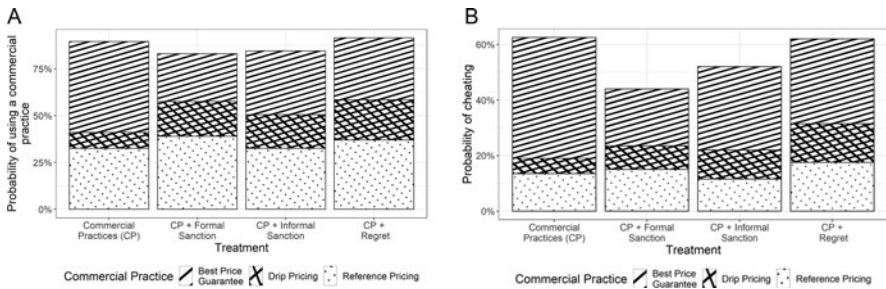 A
Probability of using a commercial
practice
75%
50%
25%
0%
Commercial
Practices (CP)
CP + Formal
Sanction
CP + Informal
Sanction
CP +
Regret
Treatment
Commercial Practice
Best Price
Guarantee
Drip Pricing
Reference Pricing
B
Probability of cheating
60%
40%
20%
0%
Commercial
Practices (CP)
CP + Formal
Sanction
CP + Informal
Sanction
CP +
Regret
Treatment
Commercial Practice
Best Price
Guarantee
Drip Pricing
Reference Pricing